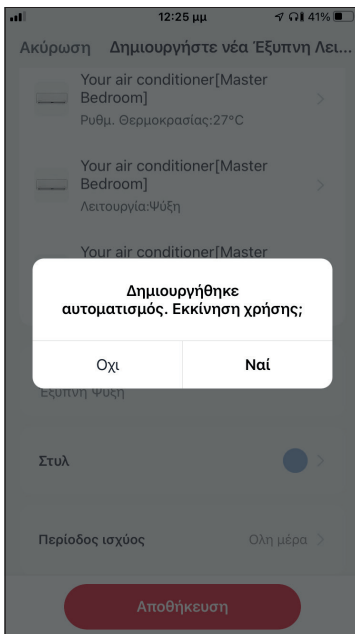 12:25 μμ
41%
Ακύρωση Δημιουργήστε νέα Έξυπνη Λει...
Your air conditioner[Master
Bedroom]
Ρυθμ. Θερμοκρασίας:27°C
Your air conditioner[Master
Bedroom]
Λειτουργία:Ψύξη
Your air conditioner[Master
Δημιουργήθηκε
αυτοματισμός. Εκκίνηση χρήσης;
Οχι
Ναί
Έξυπνη Ψύξη
Στυλ
Περίοδος ισχύος
Ολη μέρα
Αποθήκευση